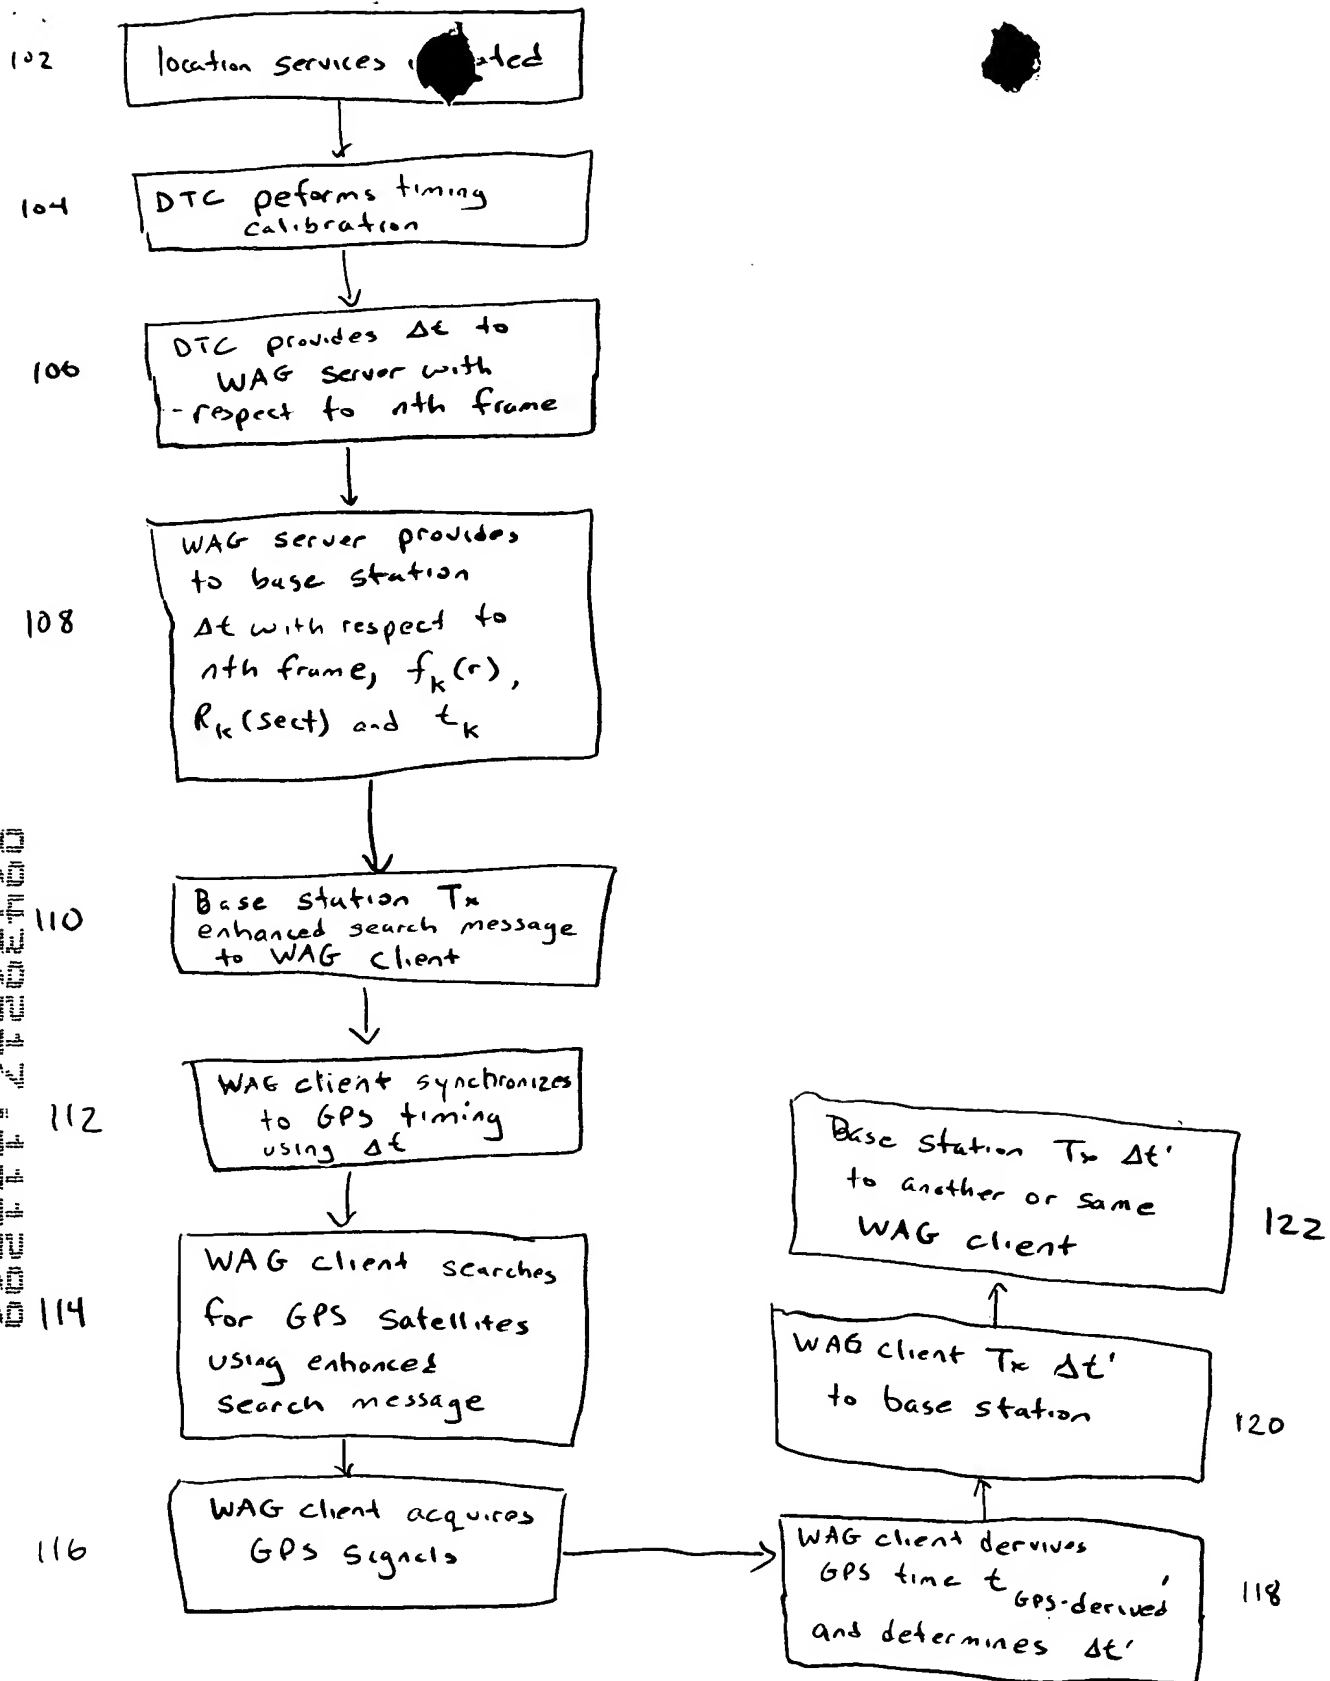 102
location services
104
DTC peforms timing
calibration
106
DTC provides Δt to
WAG server with
respect to nth frame
108
WAG server provides
to base station
Δt with respect to
nth frame, fk(r),
Rk(sect) and tk
110
Base station Tx
enhanced search message
to WAG client
112
WAG client synchronizes
to GPS timing
using Δt
114
WAG client searches
for GPS satellites
using enhanced
search message
116
WAG client acquires
GPS signals
WAG client dervives
GPS time t GPS-derived'
and determines Δt'
118
WAG client Tx Δt'
to base station
120
Base station Tx Δt'
to another or same
WAG client
122